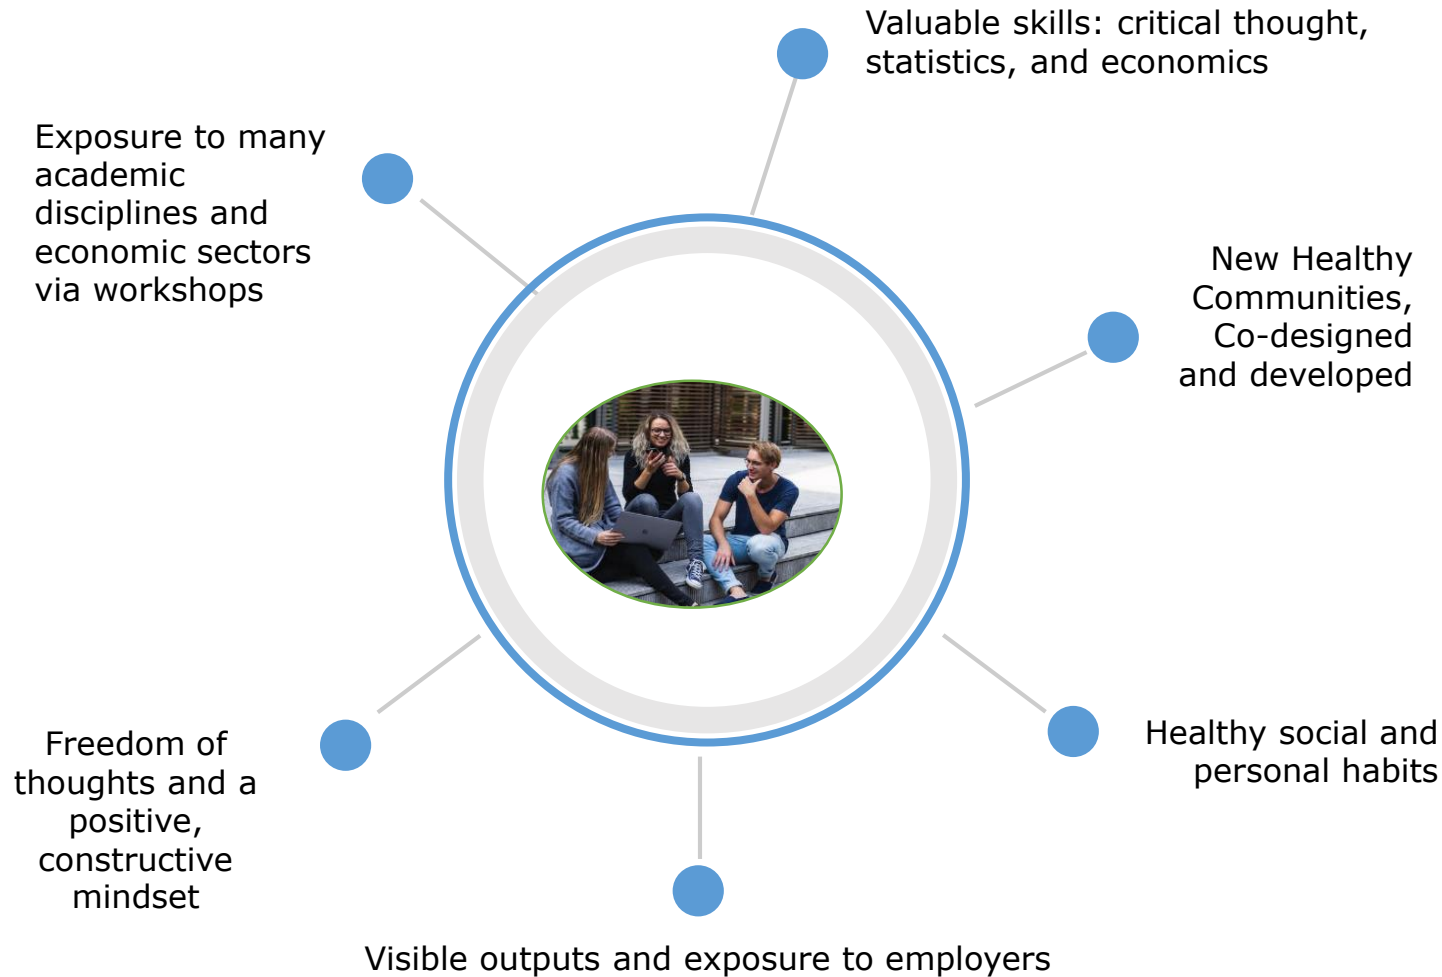 Valuable skills: critical thought,
statistics, and economics
Exposure to many
academic
disciplines and
economic sectors
via workshops
New Healthy
Communities,
Co-designed
and developed
Healthy social and
personal habits
Freedom of
thoughts and a
positive,
constructive
mindset
Visible outputs and exposure to employers